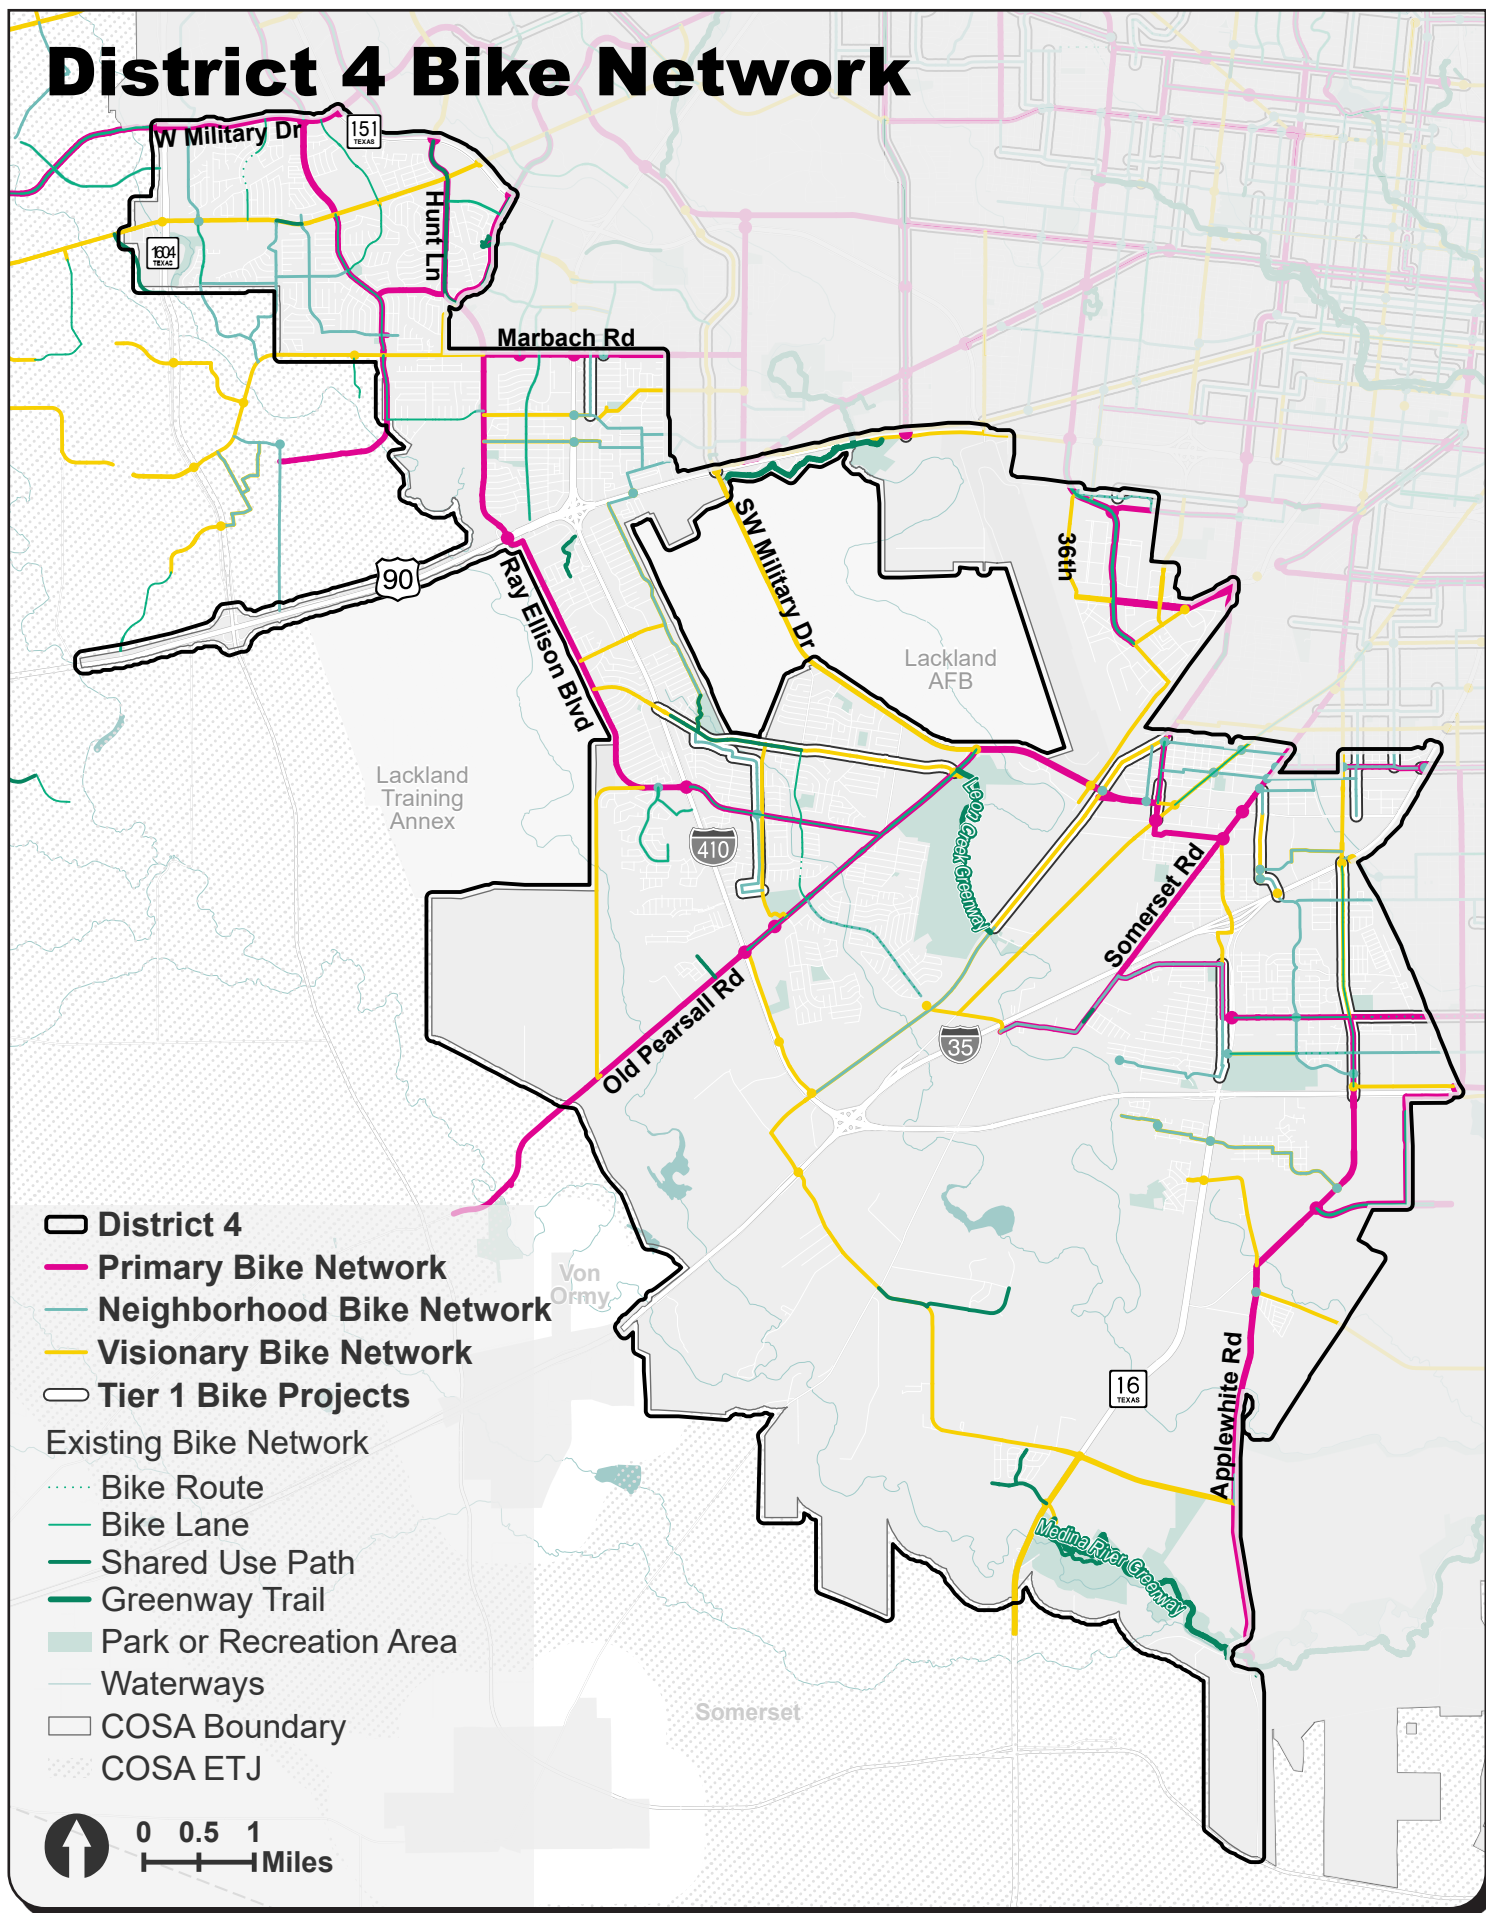 District 4 Bike Network
W Military Dr
151
TEXAS
Hunt Ln
1604
TEXAS
Marbach Rd
90
SW Military Dr
36th
Ray Ellison Blvd
Lackland
AFB
Lackland
Training
Annex
410
Leon Creek Greenway
Somerset Rd
Old Pearsall Rd
35
Von
Ormy
16
TEXAS
Applewhite Rd
Medina River Greenway
Somerset
District 4
Primary Bike Network
Neighborhood Bike Network
Visionary Bike Network
Tier 1 Bike Projects
Existing Bike Network
Bike Route
Bike Lane
Shared Use Path
Greenway Trail
Park or Recreation Area
Waterways
COSA Boundary
COSA ETJ
0 0.5 1
Miles